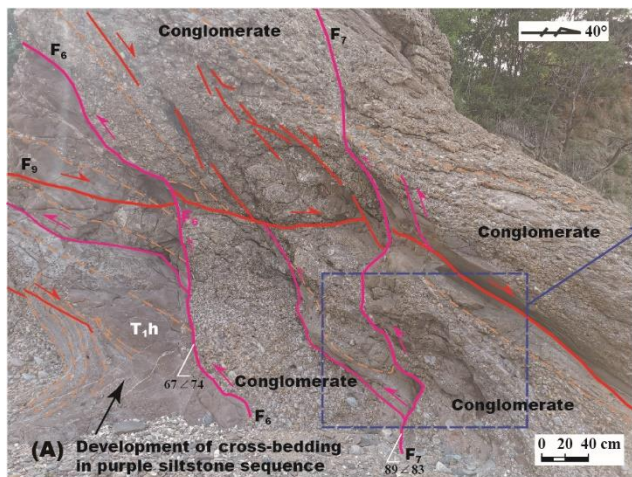 Conglomerate
F7
40°
F6
F9
Conglomerate
T1h
67∠74
Conglomerate
Conglomerate
F6
(A) Development of cross-bedding
in purple siltstone sequence
F7
89∠83
0 20 40 cm